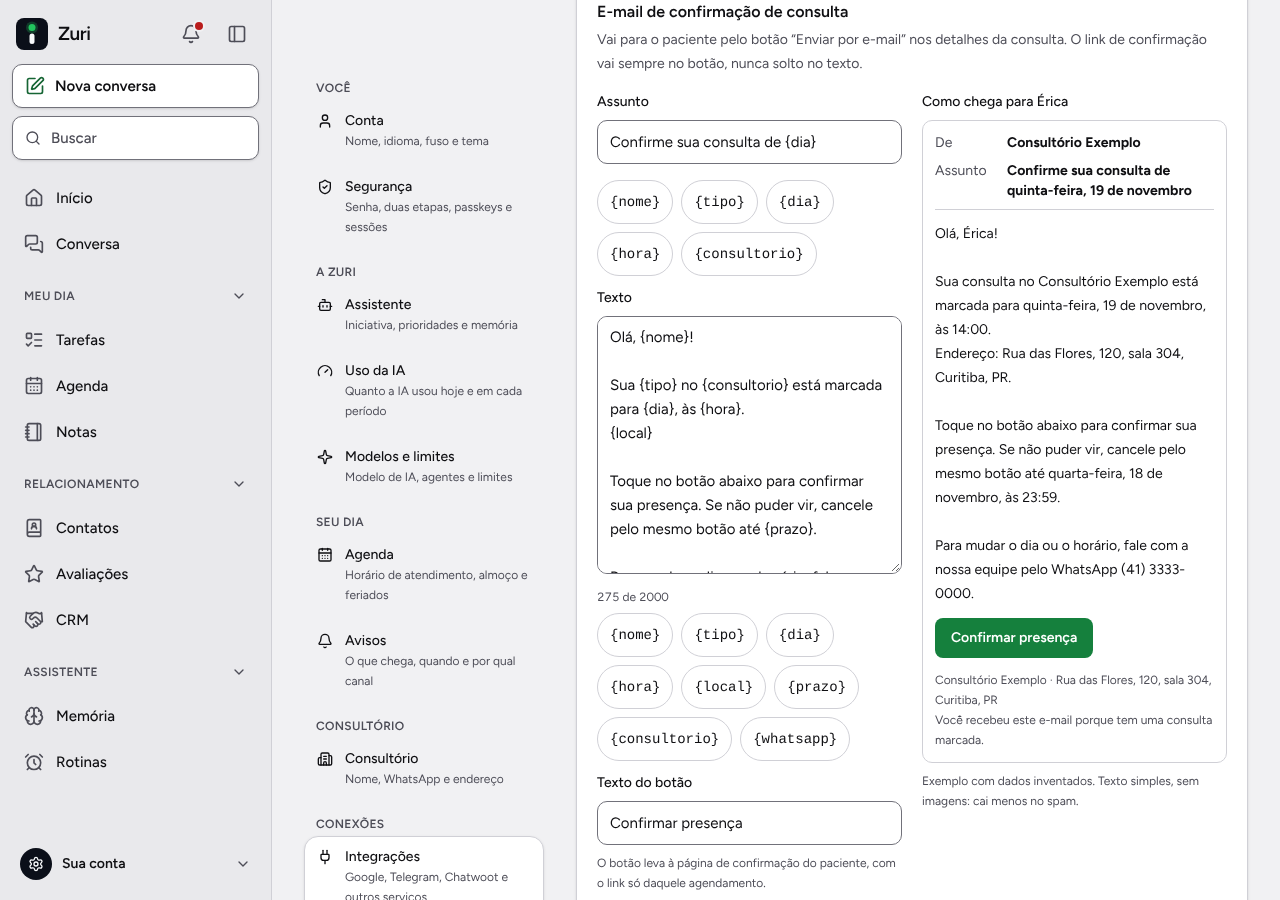 Zuri
Nova conversa
Buscar
Início
Conversa
MEU DIA
Tarefas
Agenda
Notas
RELACIONAMENTO
Contatos
Avaliações
CRM
ASSISTENTE
Memória
Rotinas
Sua conta
VOCÊ
Conta
Nome, idioma, fuso e tema
Segurança
Senha, duas etapas, passkeys e
sessões
A ZURI
Assistente
Iniciativa, prioridades e memória
Uso da IA
Quanto a IA usou hoje e em cada
período
Modelos e limites
Modelo de IA, agentes e limites
SEU DIA
Agenda
Horário de atendimento, almoço e
feriados
Avisos
O que chega, quando e por qual
canal
CONSULTÓRIO
Consultório
Nome, WhatsApp e endereço
CONEXÕES
Integrações
Google, Telegram, Chatwoot e
outros serviços
E-mail de confirmação de consulta
Vai para o paciente pelo botão “Enviar por e-mail” nos detalhes da consulta. O link de confirmação
vai sempre no botão, nunca solto no texto.
Assunto
Confirme sua consulta de {dia}
{nome} {tipo} {dia}
{hora} {consultorio}
Texto
Olá, {nome}!
Sua {tipo} no {consultorio} está marcada
para {dia}, às {hora}.
{local}
Toque no botão abaixo para confirmar
sua presença. Se não puder vir, cancele
pelo mesmo botão até {prazo}.
275 de 2000
{nome} {tipo} {dia}
{hora} {local} {prazo}
{consultorio} {whatsapp}
Texto do botão
Confirmar presença
O botão leva à página de confirmação do paciente, com
o link só daquele agendamento.
Como chega para Érica
De Consultório Exemplo
Assunto Confirme sua consulta de
quinta-feira, 19 de novembro
Olá, Érica!
Sua consulta no Consultório Exemplo está
marcada para quinta-feira, 19 de novembro,
às 14:00.
Endereço: Rua das Flores, 120, sala 304,
Curitiba, PR.
Toque no botão abaixo para confirmar sua
presença. Se não puder vir, cancele pelo
mesmo botão até quarta-feira, 18 de
novembro, às 23:59.
Para mudar o dia ou o horário, fale com a
nossa equipe pelo WhatsApp (41) 3333-
0000.
Confirmar presença
Consultório Exemplo · Rua das Flores, 120, sala 304,
Curitiba, PR
Você recebeu este e-mail porque tem uma consulta
marcada.
Exemplo com dados inventados. Texto simples, sem
imagens: cai menos no spam.